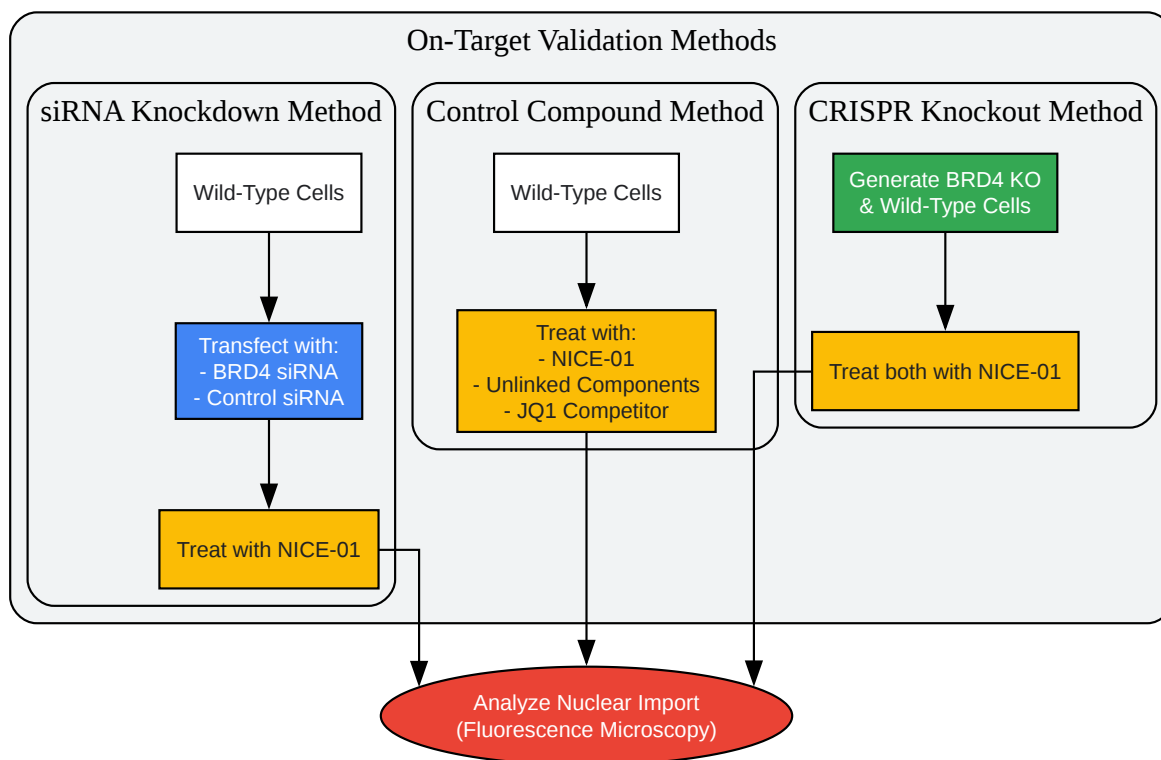 On-Target Validation Methods
siRNA Knockdown Method
Wild-Type Cells
Transfect with:
- BRD4 siRNA
- Control siRNA
Treat with NICE-01
Control Compound Method
Wild-Type Cells
Treat with:
- NICE-01
- Unlinked Components
- JQ1 Competitor
CRISPR Knockout Method
Generate BRD4 KO
& Wild-Type Cells
Treat both with NICE-01
Analyze Nuclear Import
(Fluorescence Microscopy)